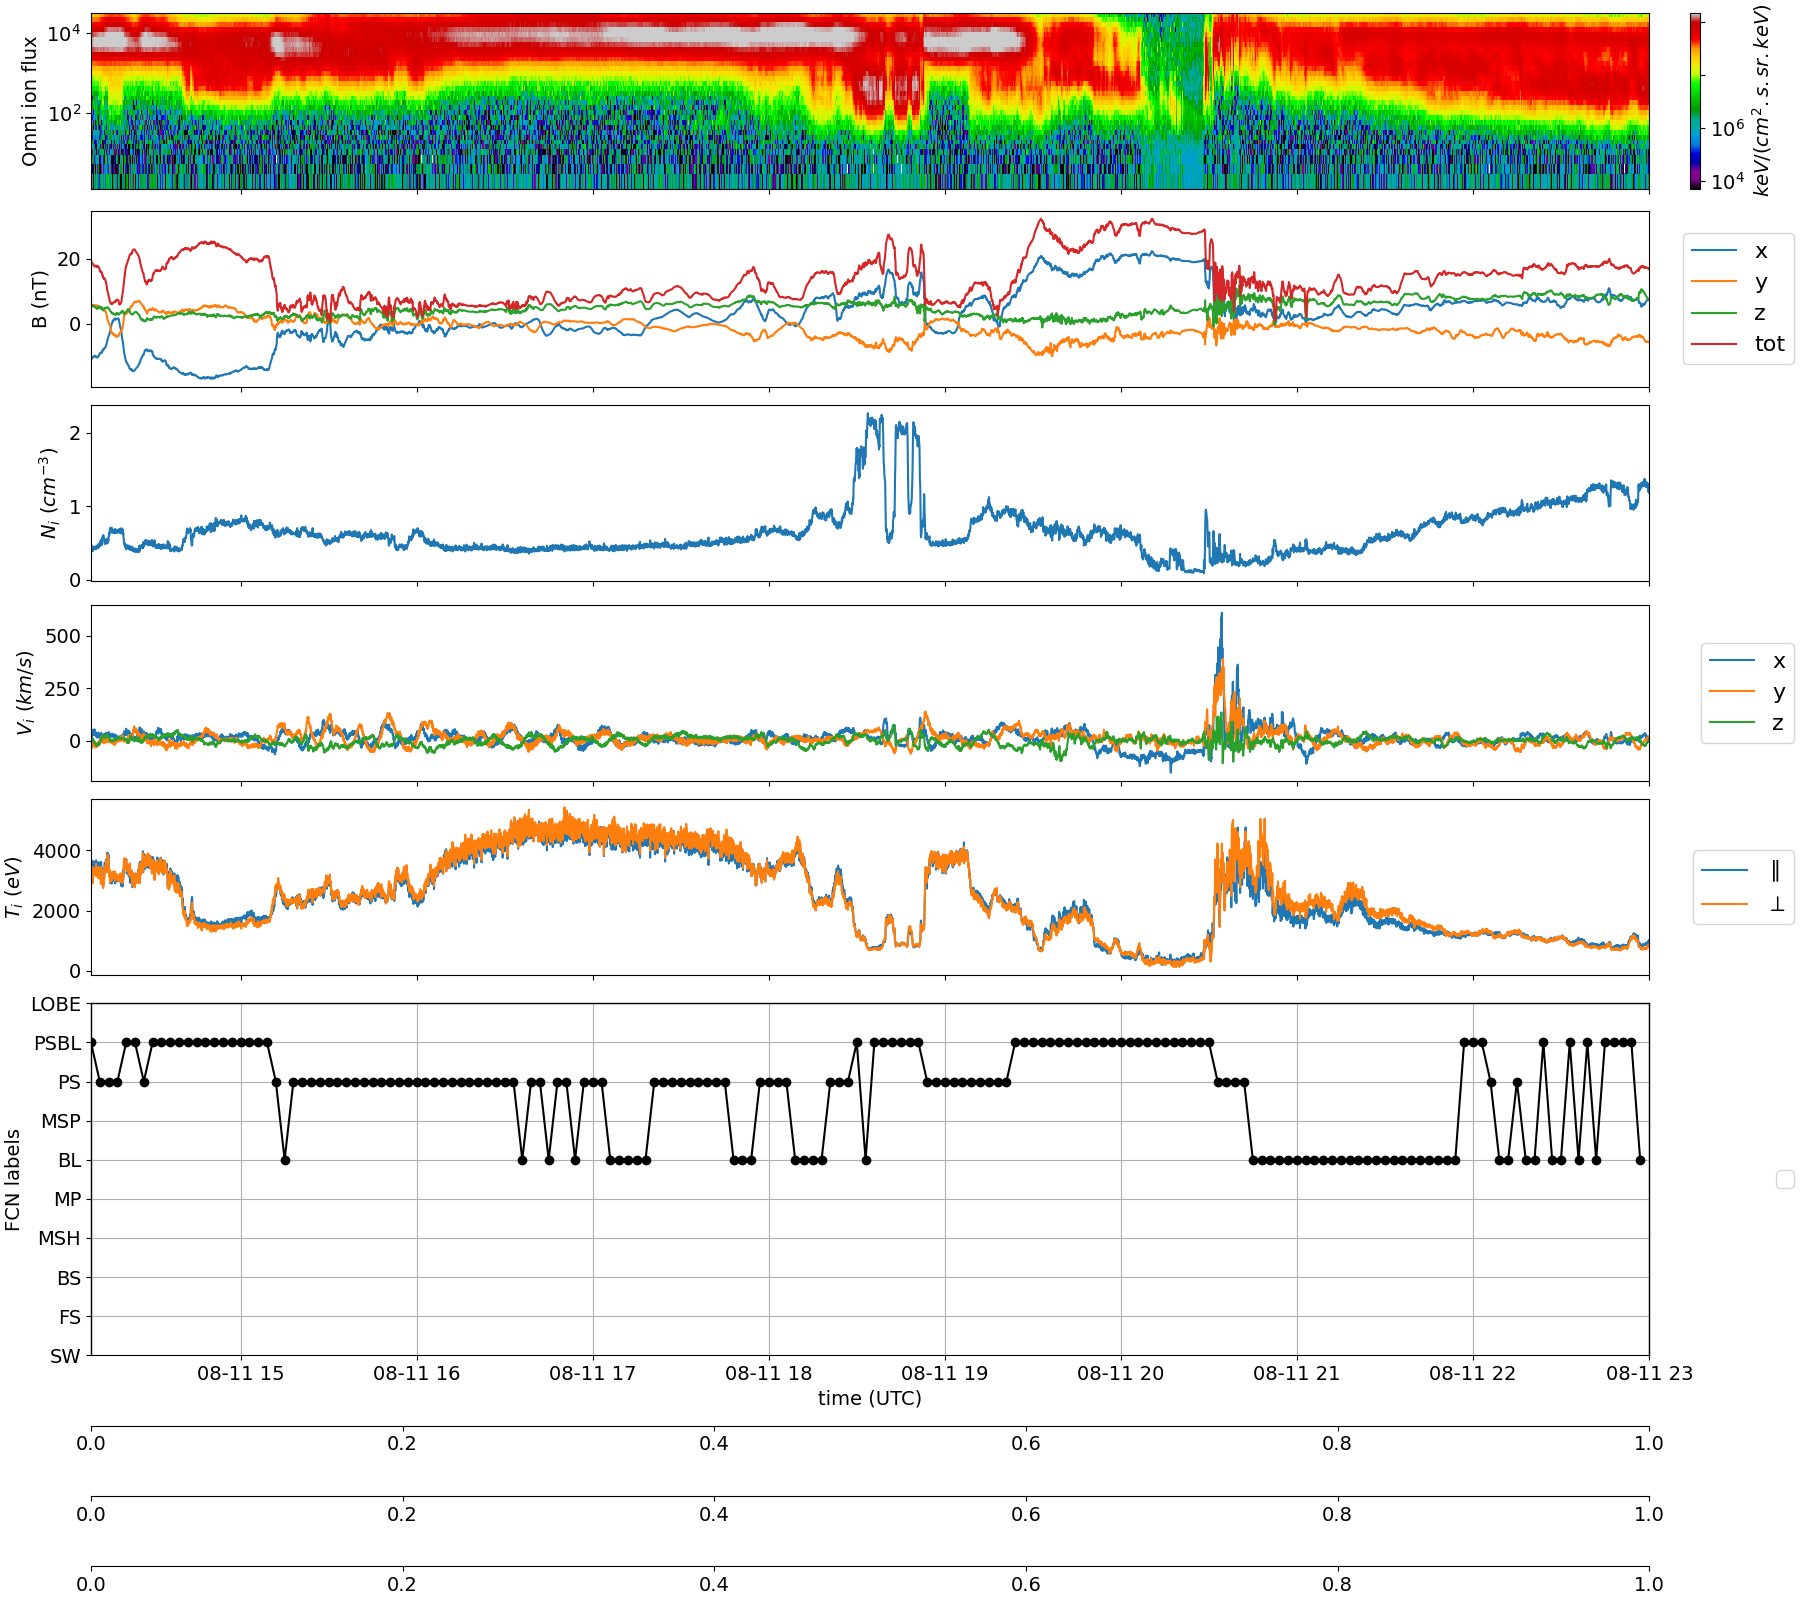 Omni ion flux
10^4
10^2
10^6
10^4
keV/(cm^2.s.sr.keV)
B (nT)
20
0
x
y
z
tot
N_i (cm^-3)
2
1
0
V_i (km/s)
500
250
0
x
y
z
T_i (eV)
4000
2000
0
∥
⊥
FCN labels
LOBE
PSBL
PS
MSP
BL
MP
MSH
BS
FS
SW
08-11 15 08-11 16 08-11 17 08-11 18 08-11 19 08-11 20 08-11 21 08-11 22 08-11 23
time (UTC)
0.0 0.2 0.4 0.6 0.8 1.0
0.0 0.2 0.4 0.6 0.8 1.0
0.0 0.2 0.4 0.6 0.8 1.0